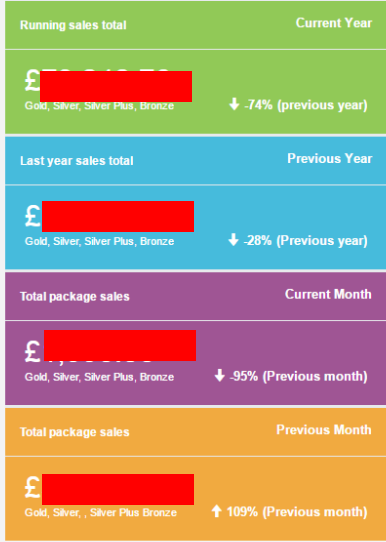 Running sales total
Current Year
£
Gold, Silver, Silver Plus, Bronze
-74% (previous year)
Last year sales total
Previous Year
£
Gold, Silver, Silver Plus, Bronze
-28% (Previous year)
Total package sales
Current Month
£
Gold, Silver, Silver Plus, Bronze
-95% (Previous month)
Total package sales
Previous Month
£
Gold, Silver, , Silver Plus Bronze
109% (Previous month)